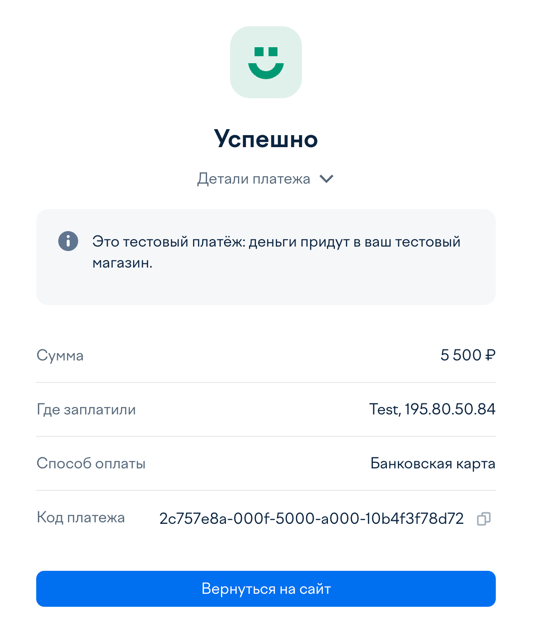 Успешно
Детали платежа
Это тестовый платёж: деньги придут в ваш тестовый
магазин.
Сумма 5 500 ₽
Где заплатили Test, 195.80.50.84
Способ оплаты Банковская карта
Код платежа 2c757e8a-000f-5000-a000-10b4f3f78d72
Вернуться на сайт